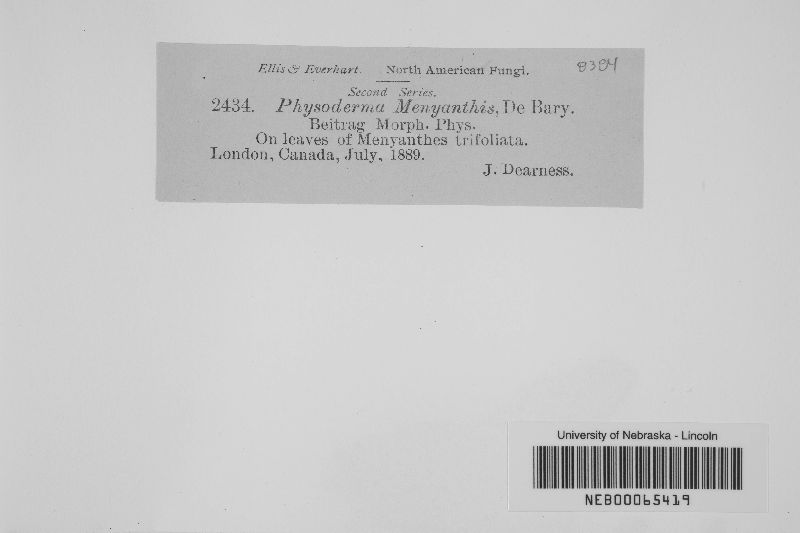 Ellis & Everhart. North American Fungi. 8384
Second Series.
2434. Physoderma Menyanthis, De Bary.
Beitrag Morph. Phys.
On leaves of Menyanthes trifoliata.
London, Canada, July, 1889.
J. Dearness.
University of Nebraska - Lincoln
NEB00065419